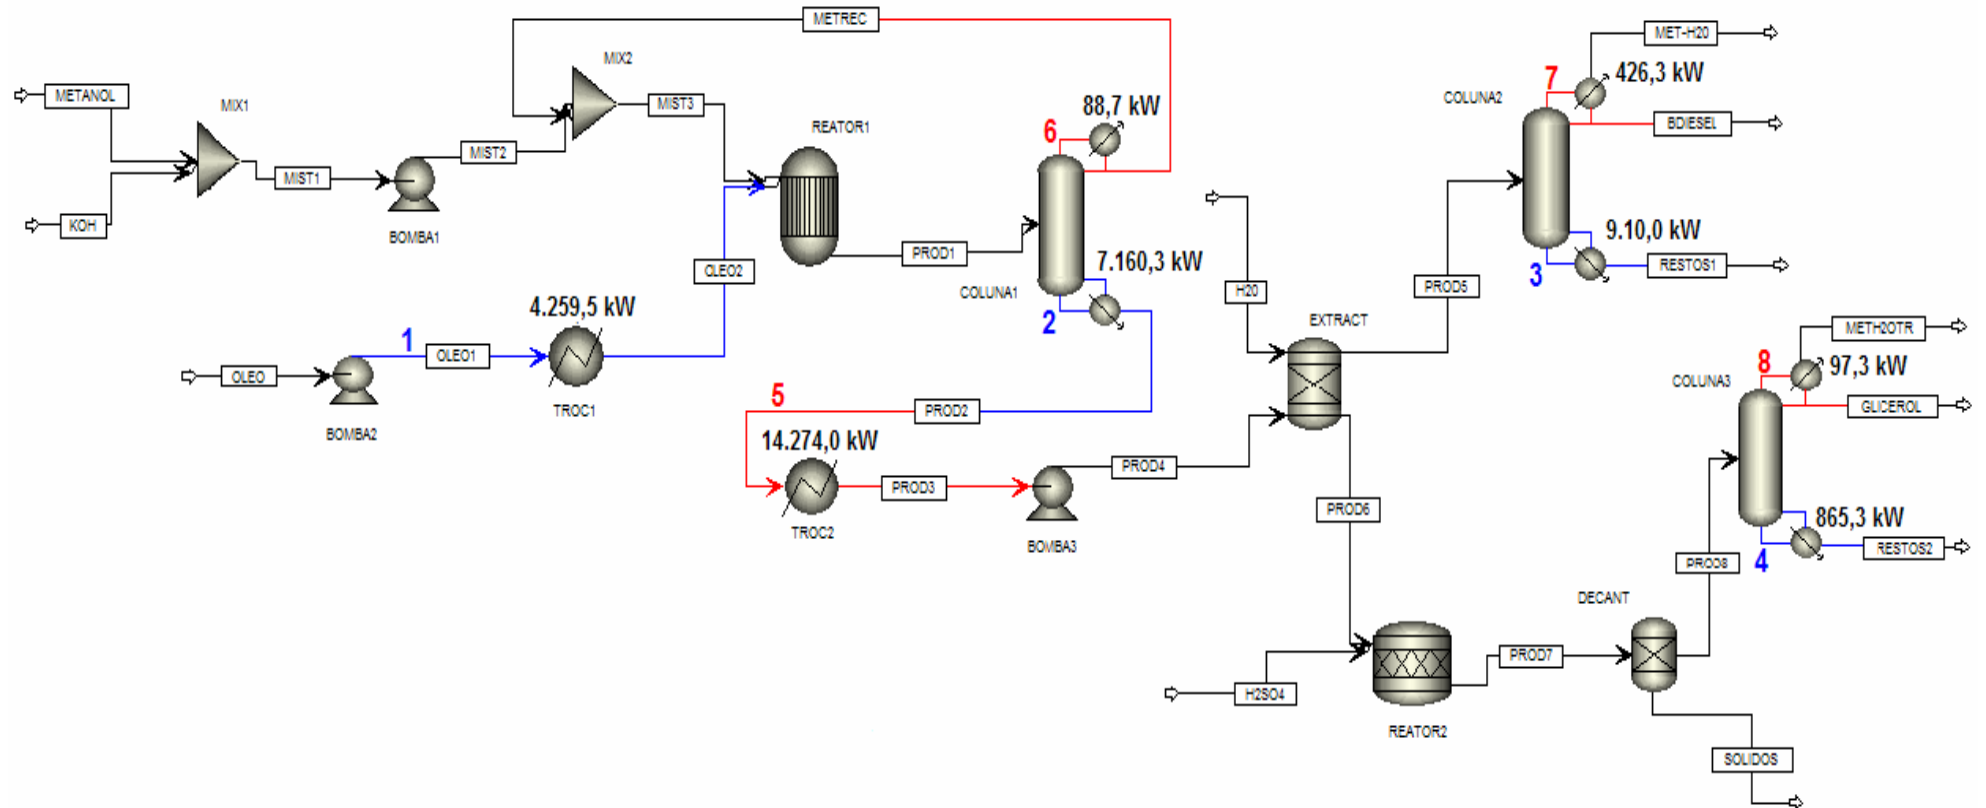 METREC
MET-H20
7
426,3 kW
MIX2
METANOL
MIX1
MIST3
COLUNA2
88,7 kW
BDIESEL
REATOR1
6
MIST2
MIST1
KOH
BOMBA1
PROD1
9.10,0 kW
7.160,3 kW
OLEO2
RESTOS1
3
COLUNA1
H20
PROD5
4.259,5 kW
2
EXTRACT
METH2OTR
1
OLEO1
8
97,3 kW
OLEO
COLUNA3
5
TROC1
PROD2
GLICEROL
BOMBA2
14.274,0 kW
PROD4
PROD3
PROD6
865,3 kW
TROC2
BOMBA3
RESTOS2
4
PROD8
DECANT
PROD7
H2SO4
REATOR2
SOLIDOS